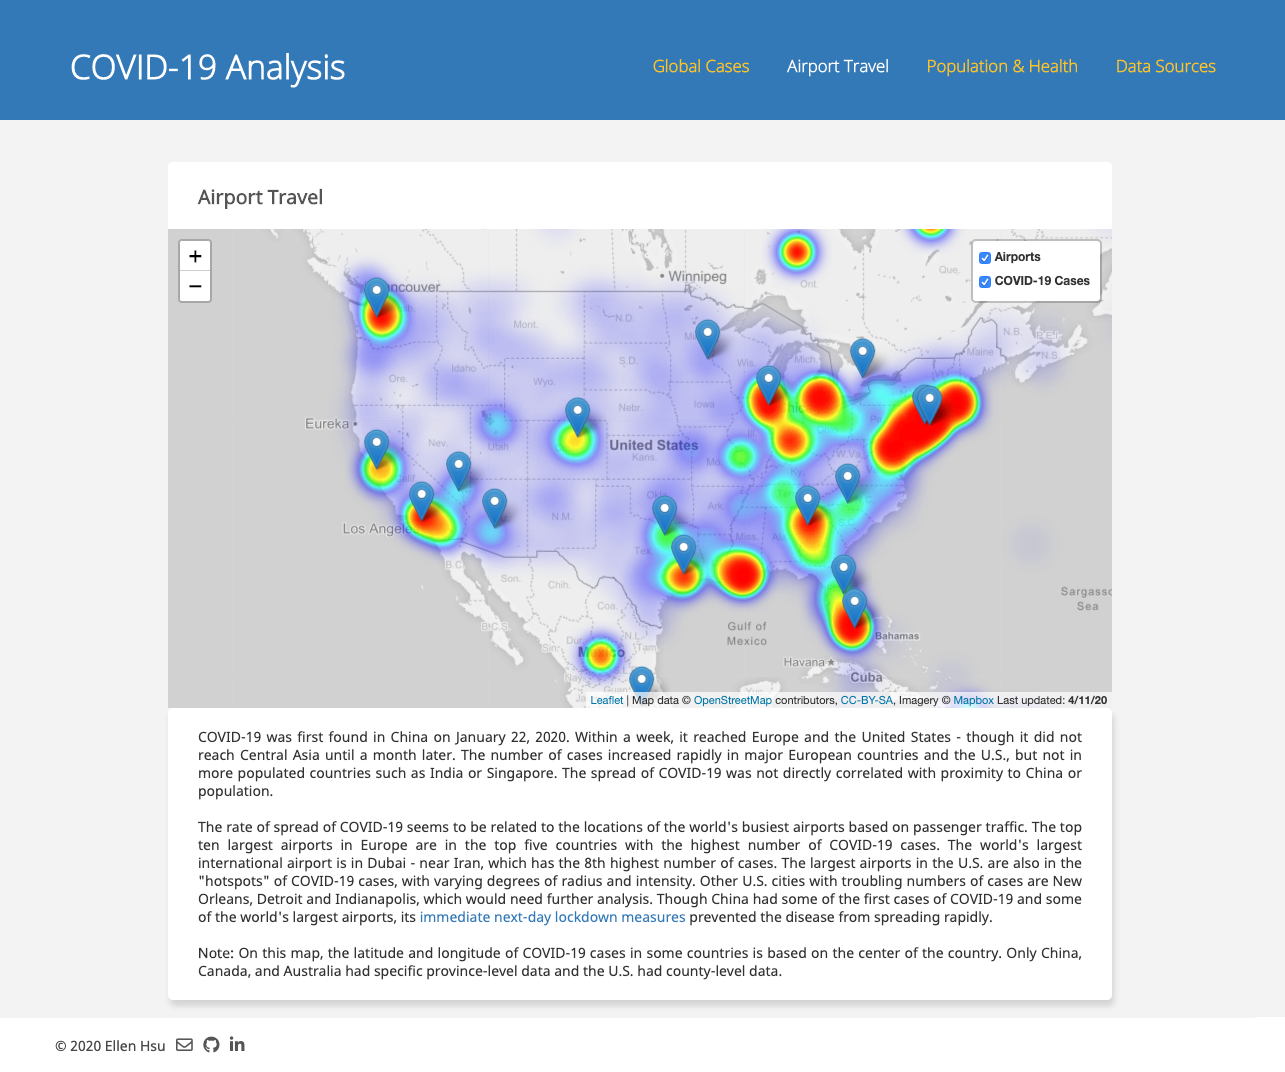 COVID-19 Analysis
Global Cases
Airport Travel
Population & Health
Data Sources
Airport Travel
+
−
Airports
COVID-19 Cases
Winnipeg
ncouver
Ont.
Que.
N.B.
P.E.I.
N.S.
Maine
Mont.
N.D.
S.D.
Wis.
Mich.
Ore.
Idaho
Wyo.
Nebr.
Iowa
Eureka
Nev.
Utah
United States
Kans.
Mo.
W.Va.
Calif
Los Angele
N.M.
Okl
Ark.
Tex.
Miss.
B.C.
Son.
Chih.
Coa.
B.C.S.
Sin.
Dur.
N.L.
Tam
Mexico
Gulf of
Mexico
Sargasso
Sea
Bahamas
Havana
Cuba
Leaflet | Map data © OpenStreetMap contributors, CC-BY-SA, Imagery © Mapbox Last updated: 4/11/20
COVID-19 was first found in China on January 22, 2020. Within a week, it reached Europe and the United States - though it did not
reach Central Asia until a month later. The number of cases increased rapidly in major European countries and the U.S., but not in
more populated countries such as India or Singapore. The spread of COVID-19 was not directly correlated with proximity to China or
population.
The rate of spread of COVID-19 seems to be related to the locations of the world's busiest airports based on passenger traffic. The top
ten largest airports in Europe are in the top five countries with the highest number of COVID-19 cases. The world's largest
international airport is in Dubai - near Iran, which has the 8th highest number of cases. The largest airports in the U.S. are also in the
"hotspots" of COVID-19 cases, with varying degrees of radius and intensity. Other U.S. cities with troubling numbers of cases are New
Orleans, Detroit and Indianapolis, which would need further analysis. Though China had some of the first cases of COVID-19 and some
of the world's largest airports, its immediate next-day lockdown measures prevented the disease from spreading rapidly.
Note: On this map, the latitude and longitude of COVID-19 cases in some countries is based on the center of the country. Only China,
Canada, and Australia had specific province-level data and the U.S. had county-level data.
© 2020 Ellen Hsu